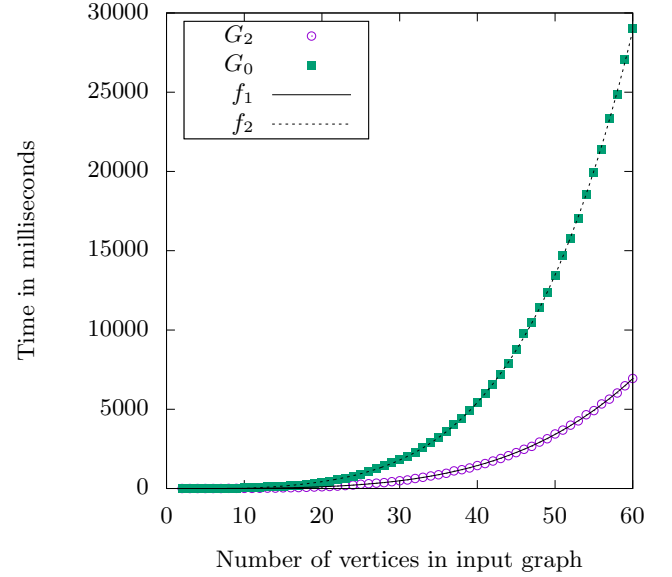 30000
25000
20000
15000
10000
5000
0
0 10 20 30 40 50 60
Time in milliseconds
Number of vertices in input graph
G₂
G₀
f₁
f₂